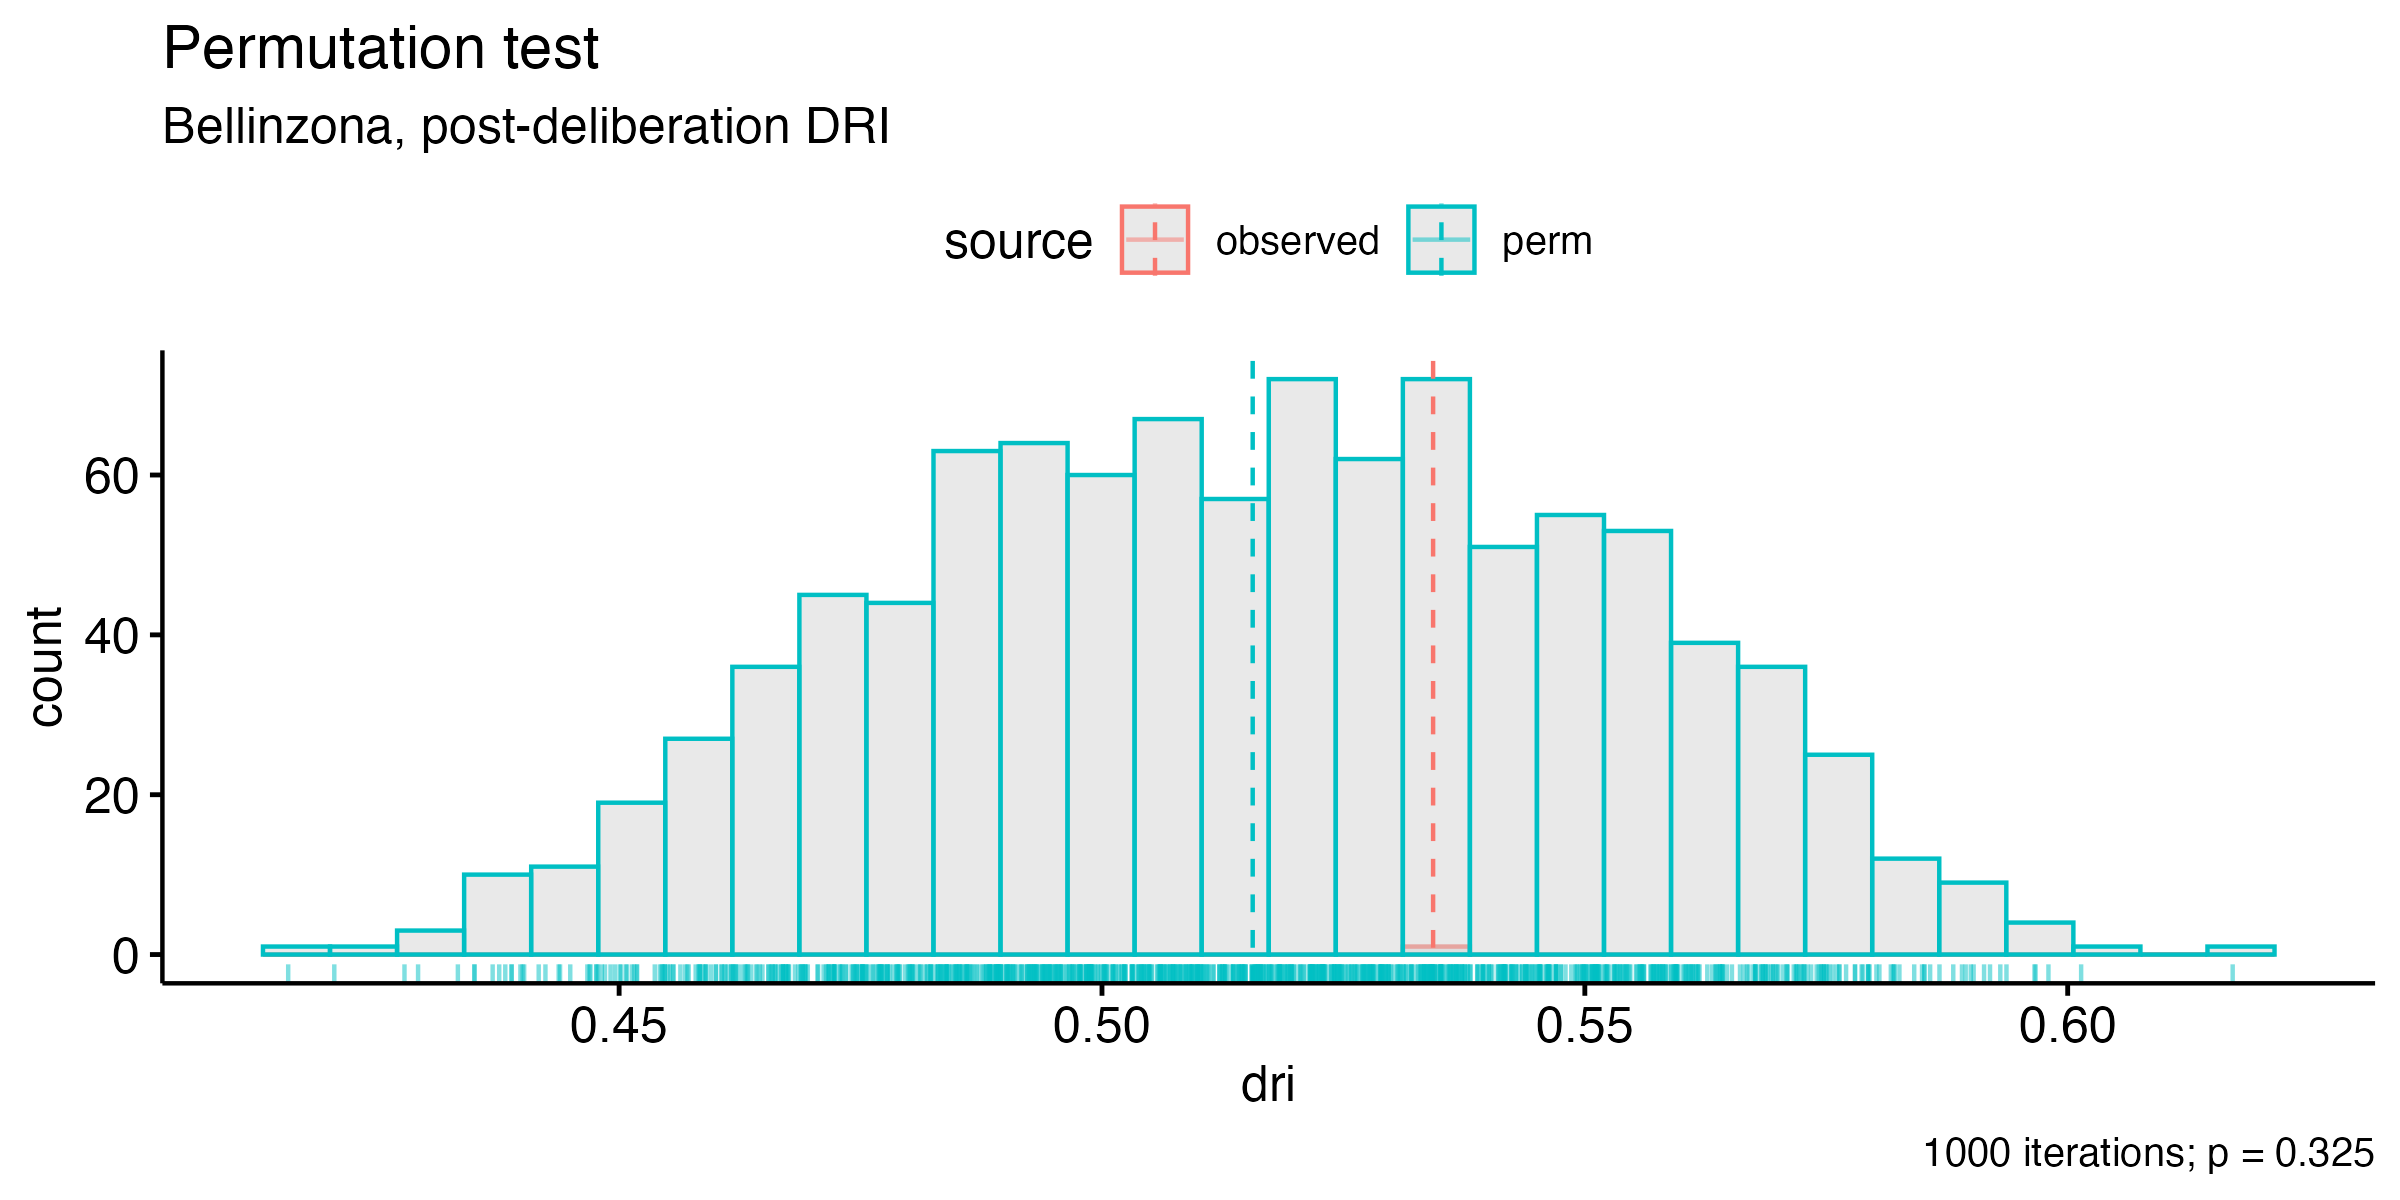 Permutation test
Bellinzona, post-deliberation DRI
source observed perm
count
60
40
20
0
0.45 0.50 0.55 0.60
dri
1000 iterations; p = 0.325